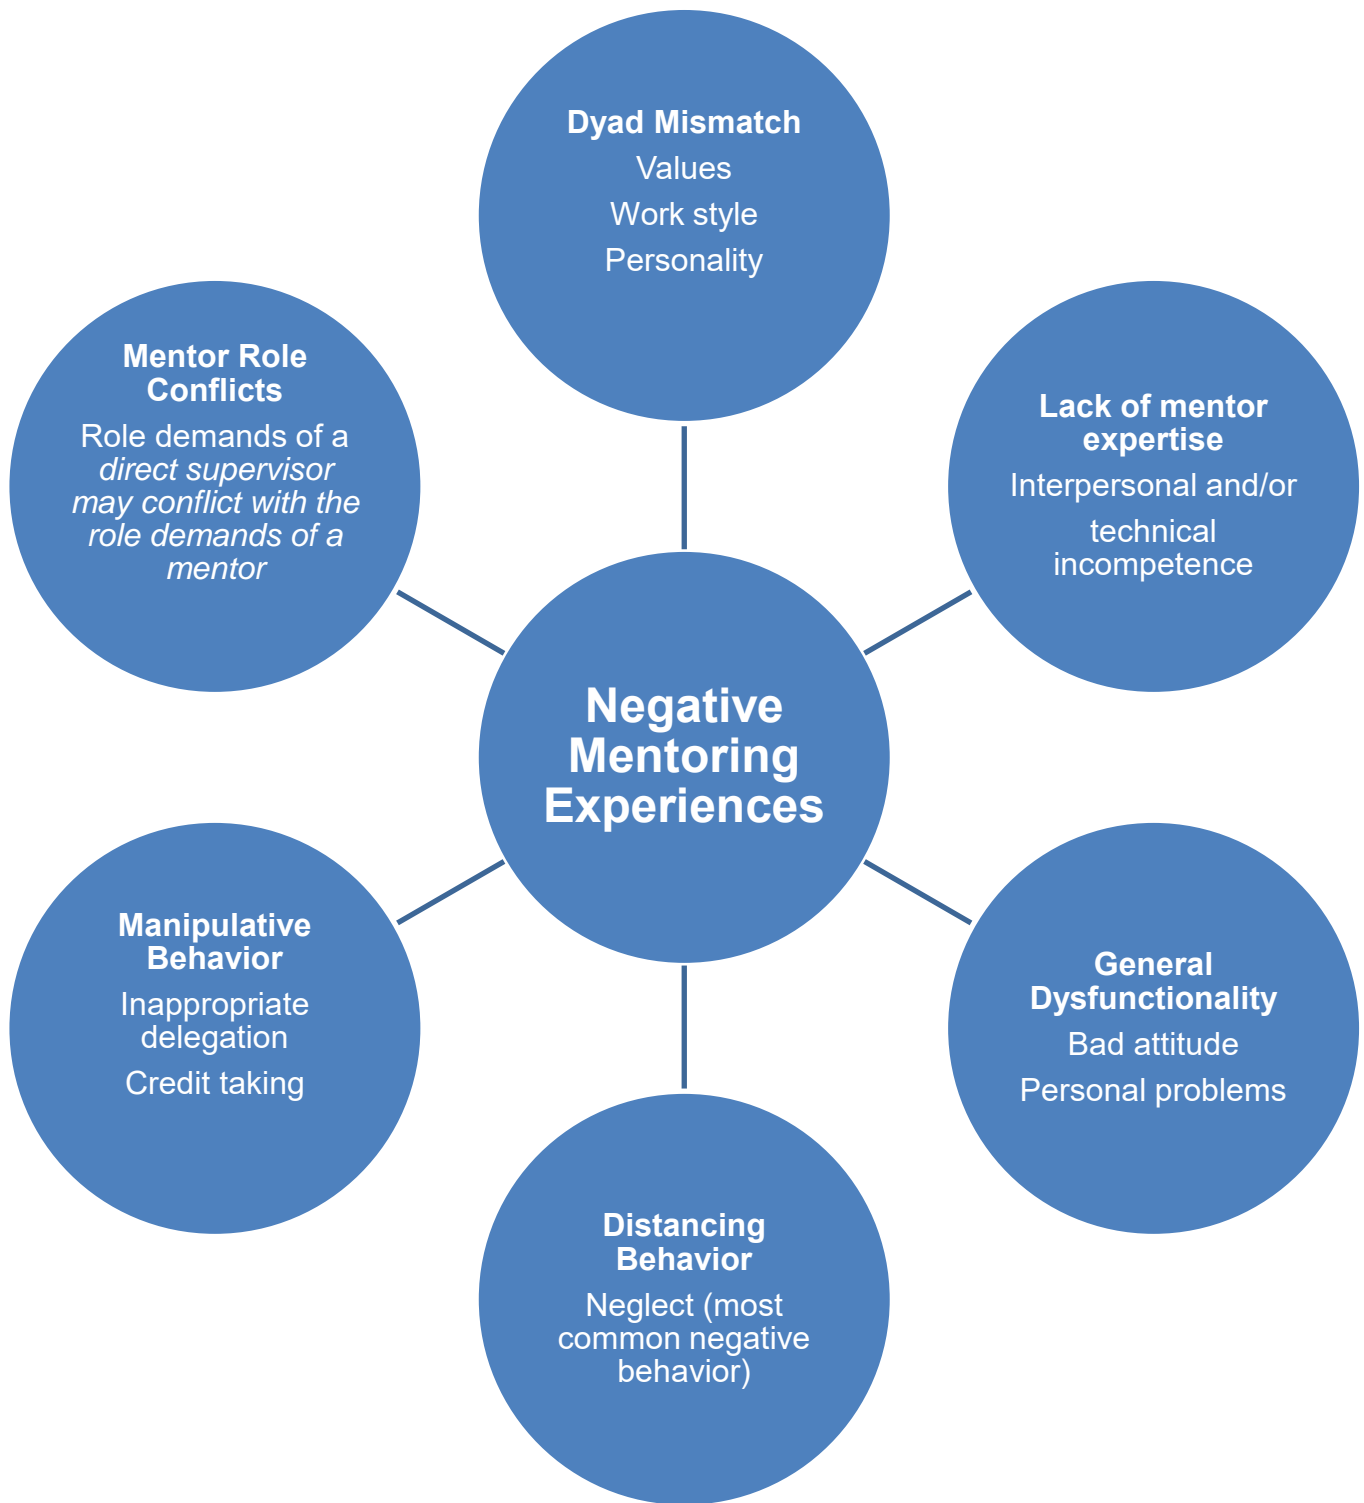 Dyad Mismatch
Values
Work style
Personality
Mentor Role
Conflicts
Role demands of a
direct supervisor
may conflict with the
role demands of a
mentor
Lack of mentor
expertise
Interpersonal and/or
technical
incompetence
Negative
Mentoring
Experiences
Manipulative
Behavior
Inappropriate
delegation
Credit taking
General
Dysfunctionality
Bad attitude
Personal problems
Distancing
Behavior
Neglect (most
common negative
behavior)